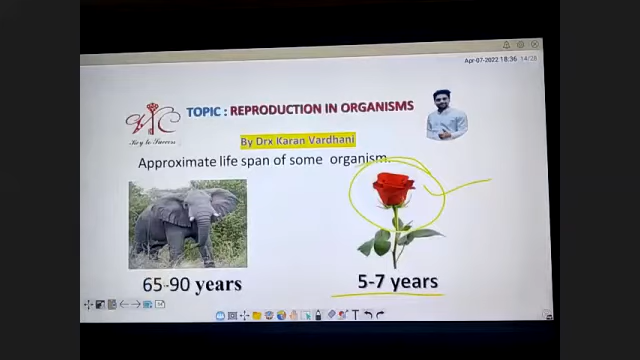 Apr-07-2022 18:36 14/28
TOPIC : REPRODUCTION IN ORGANISMS
Key to Success
By Drx Karan Vardhani
Approximate life span of some organism.
65-90 years
5-7 years